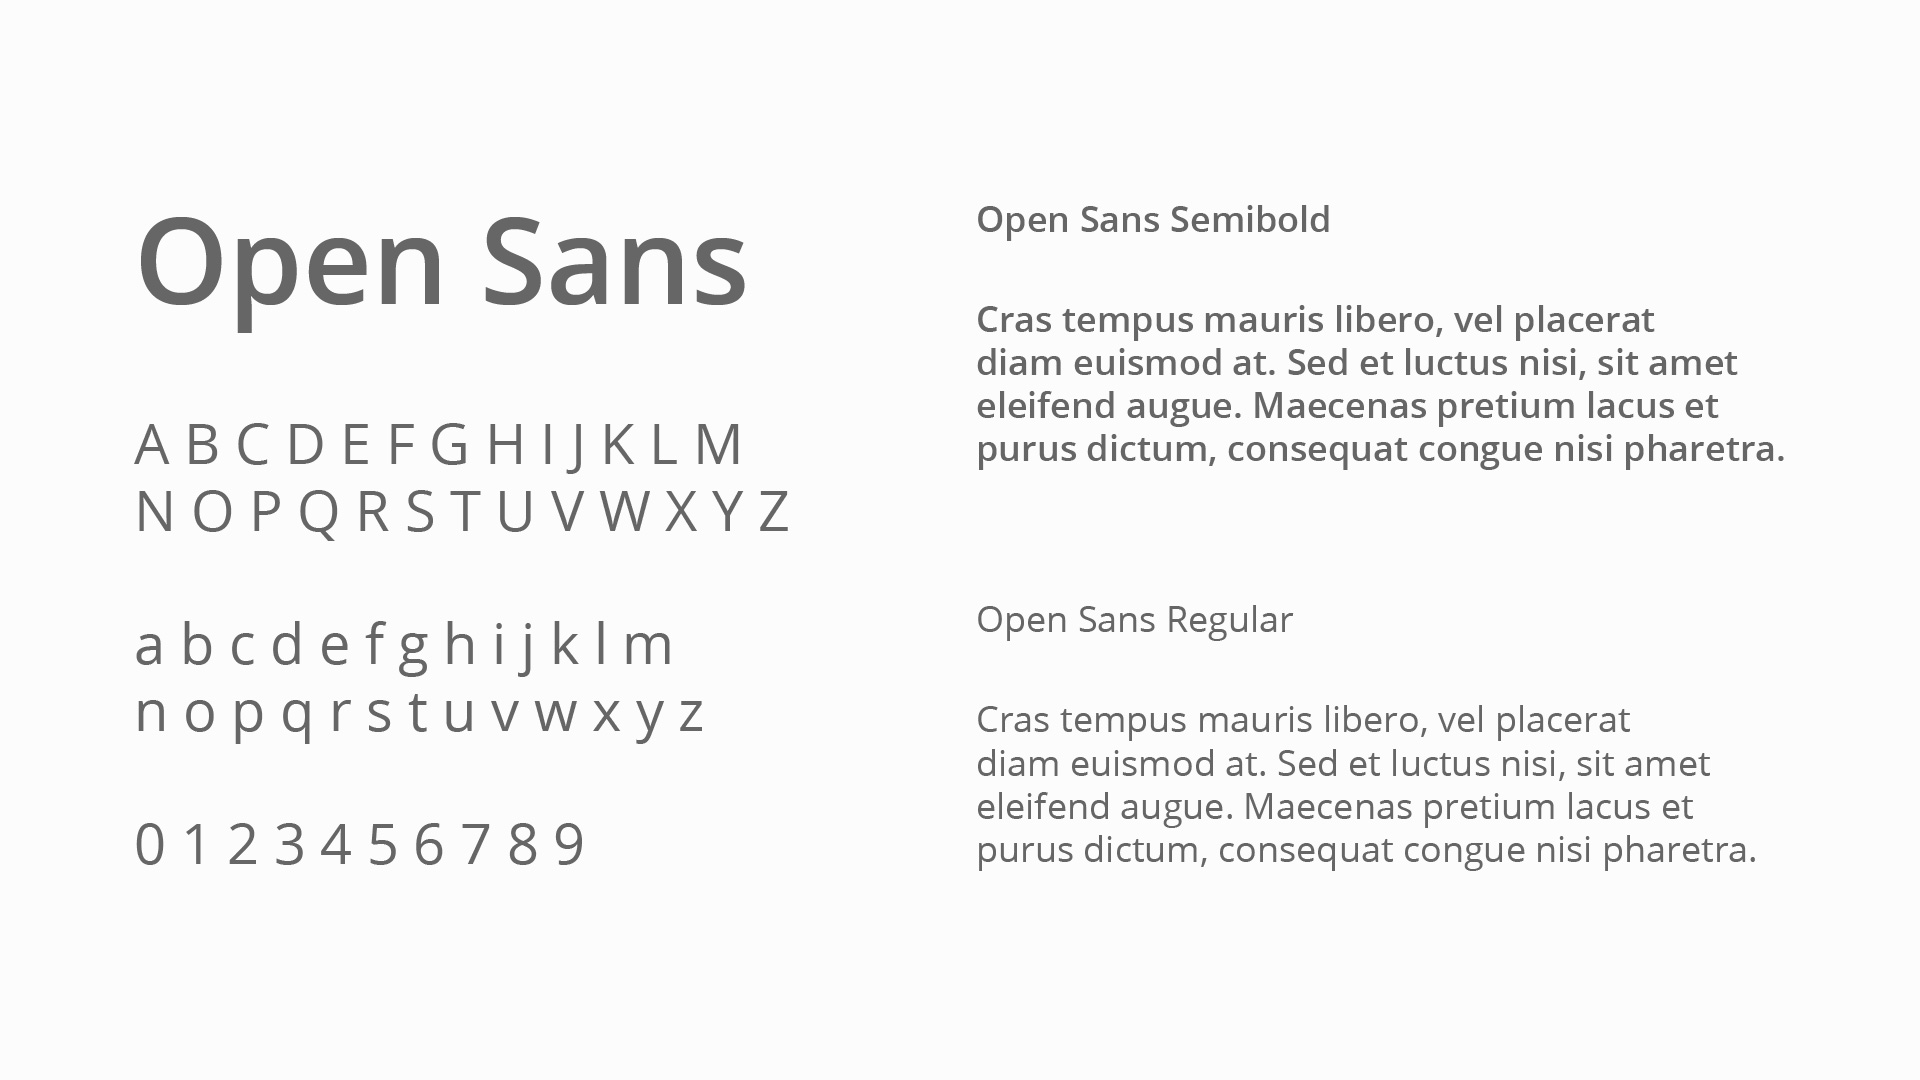 Open Sans
A B C D E F G H I J K L M
N O P Q R S T U V W X Y Z
a b c d e f g h i j k l m
n o p q r s t u v w x y z
0 1 2 3 4 5 6 7 8 9
Open Sans Semibold
Cras tempus mauris libero, vel placerat
diam euismod at. Sed et luctus nisi, sit amet
eleifend augue. Maecenas pretium lacus et
purus dictum, consequat congue nisi pharetra.
Open Sans Regular
Cras tempus mauris libero, vel placerat
diam euismod at. Sed et luctus nisi, sit amet
eleifend augue. Maecenas pretium lacus et
purus dictum, consequat congue nisi pharetra.